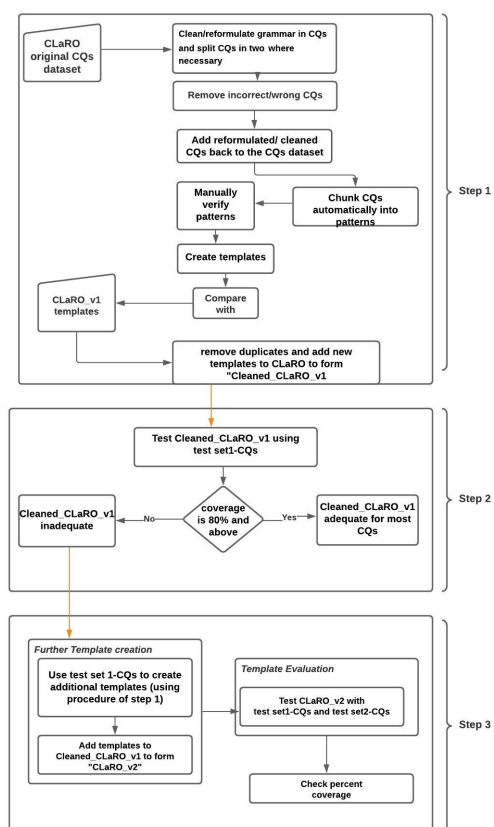 CLaRO
original CQs
dataset
Clean/reformulate grammar in CQs
and split CQs in two where
necessary
Remove incorrect/wrong CQs
Add reformulated/ cleaned
CQs back to the CQs dataset
Manually
verify
patterns
Chunk CQs
automatically into
patterns
Step 1
Create templates
CLaRO_v1
templates
Compare
with
remove duplicates and add new
templates to CLaRO to form
"Cleaned_CLaRO_v1
Test Cleaned_CLaRO_v1 using
test set1-CQs
Cleaned_CLaRO_v1
inadequate
No
coverage
is 80% and
above
Yes
Cleaned_CLaRO_v1
adequate for most
CQs
Step 2
Further Template creation
Use test set 1-CQs to create
additional templates (using
procedure of step 1)
Add templates to
Cleaned_CLaRO_v1 to form
"CLaRO_v2"
Template Evaluation
Test CLaRO_v2 with
test set1-CQs and test set2-CQs
Check percent
coverage
Step 3